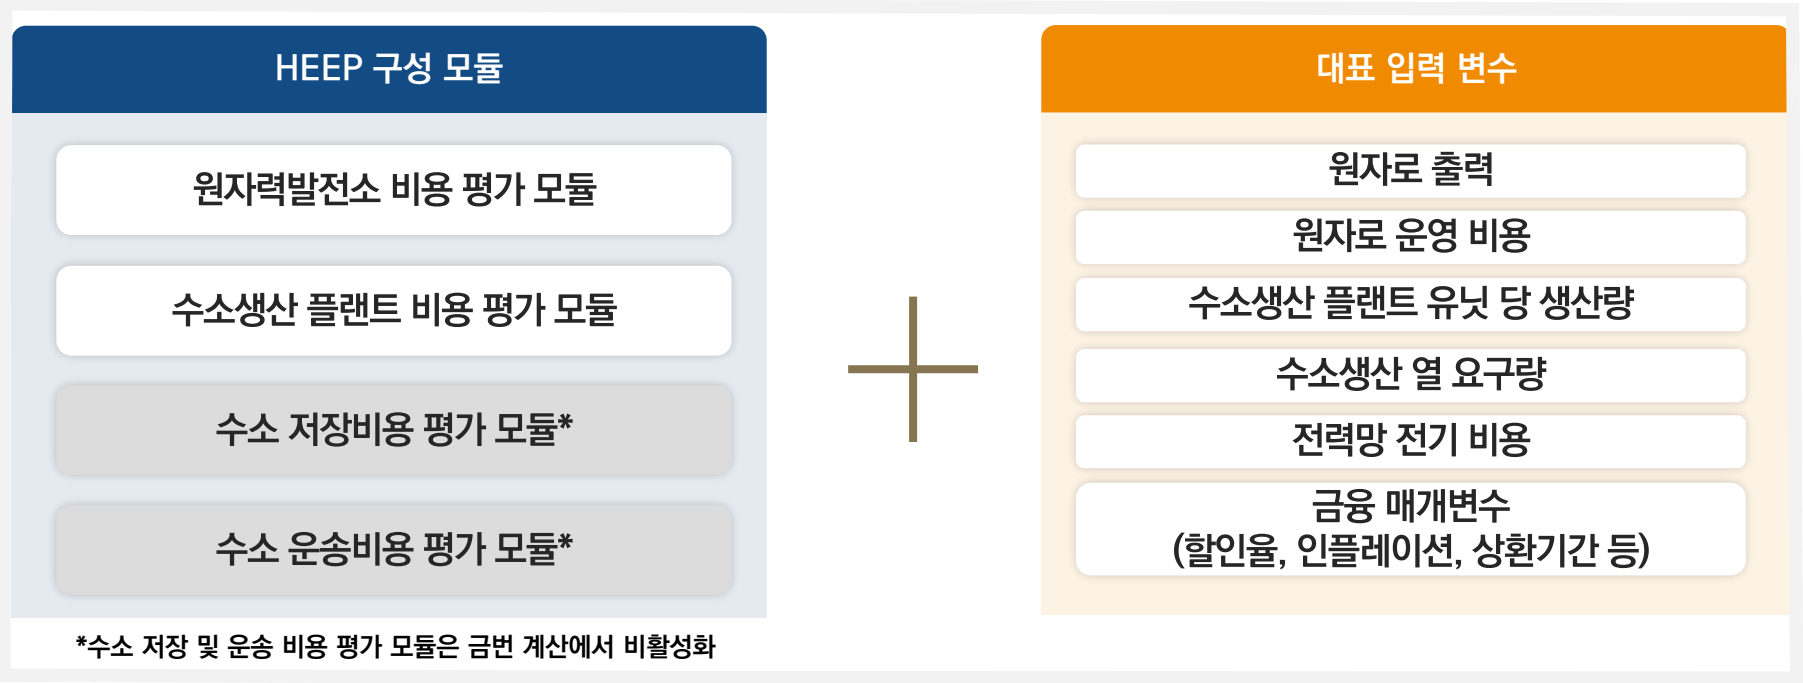 HEEP 구성 모듈
원자력발전소 비용 평가 모듈
수소생산 플랜트 비용 평가 모듈
수소 저장비용 평가 모듈*
수소 운송비용 평가 모듈*
*수소 저장 및 운송 비용 평가 모듈은 금번 계산에서 비활성화
대표 입력 변수
원자로 출력
원자로 운영 비용
수소생산 플랜트 유닛 당 생산량
수소생산 열 요구량
전력망 전기 비용
금융 매개변수
(할인율, 인플레이션, 상환기간 등)